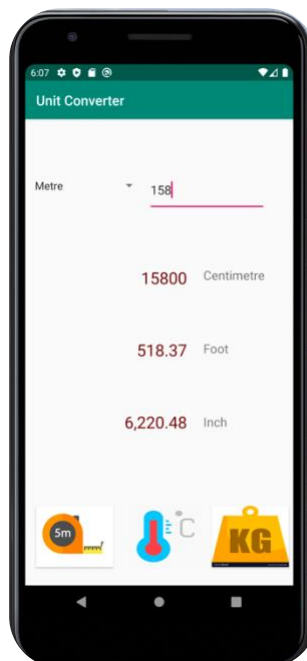 6:07
Unit Converter
Metre 158
15800 Centimetre
518.37 Foot
6,220.48 Inch
5m °C KG